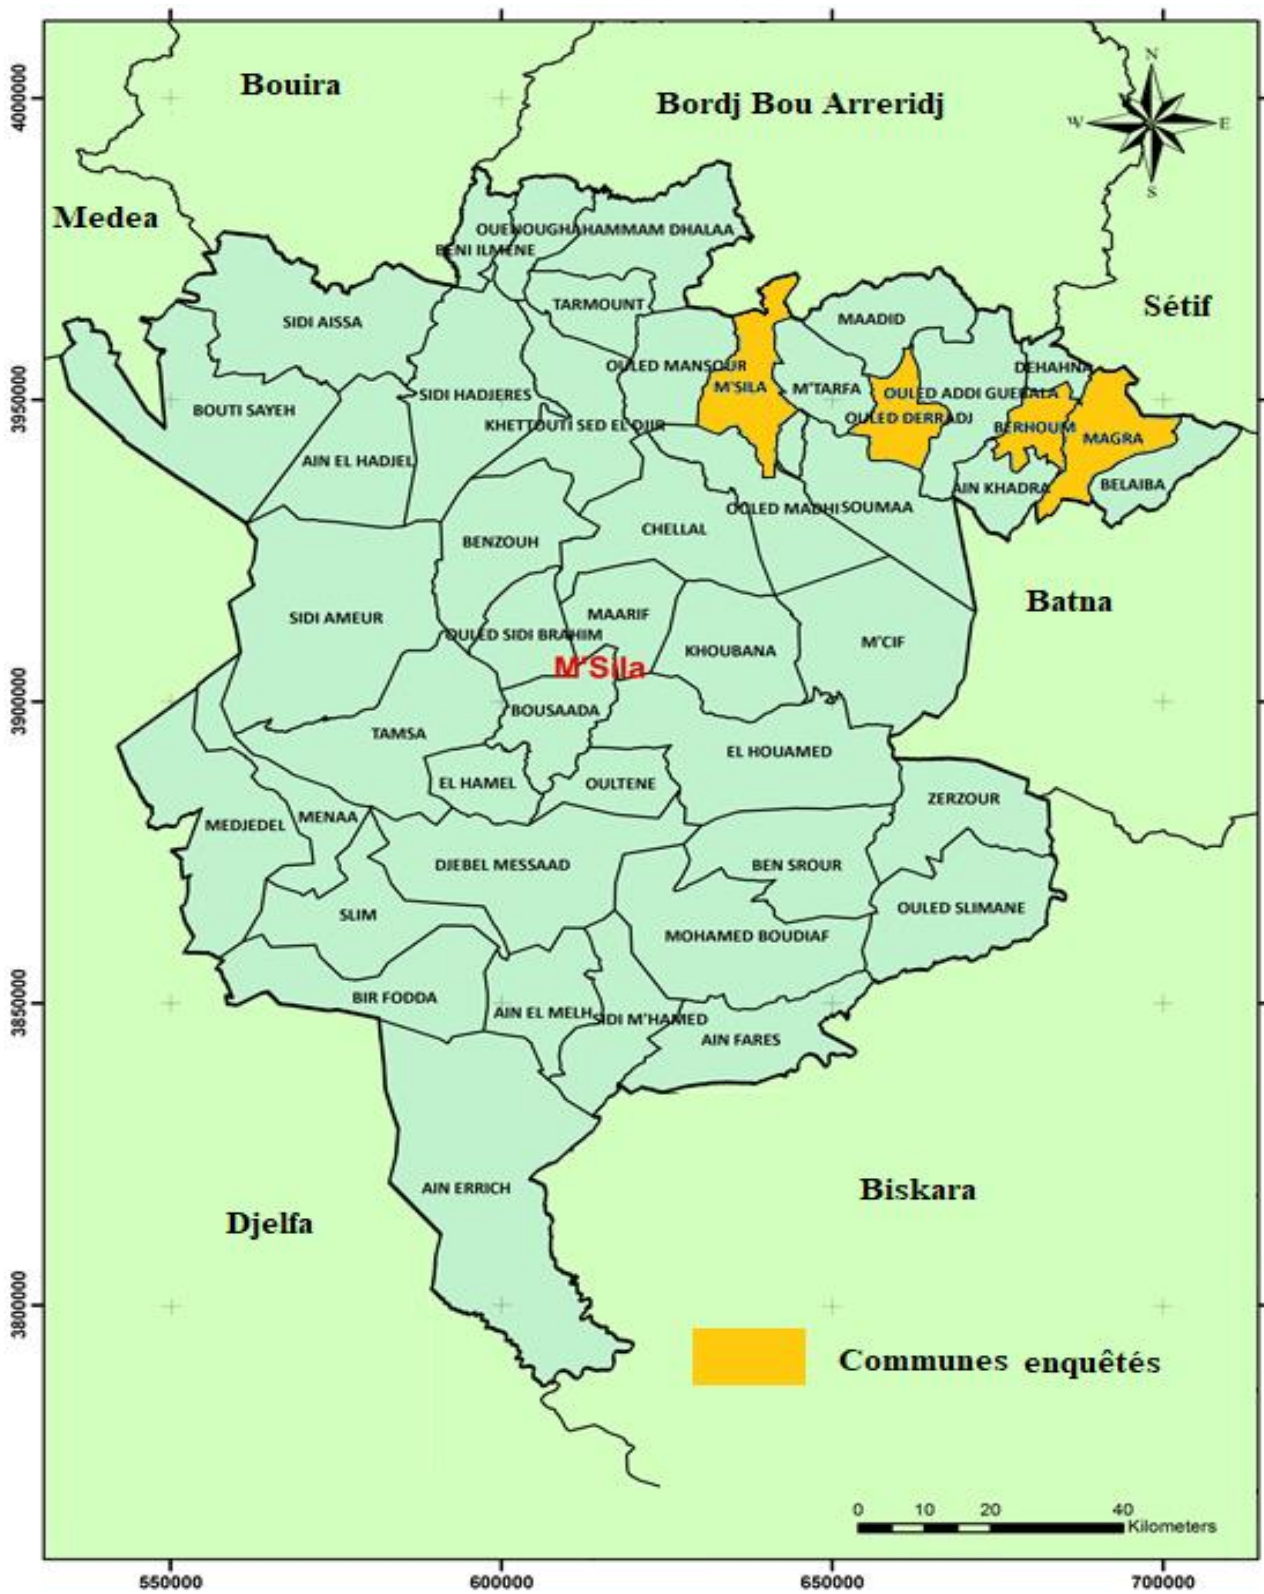 Bouira
Bordj Bou Arreridj
N
W
E
S
4000000
Medea
OUENOUGHA
HAMMAM DHALAA
BENI ILMENE
TARMOUNT
SIDI AISSA
MAADID
Sétif
OULED MANSOUR
DEHAHNA
M'SILA
M'TARFA
OULED ADDI GUEBALA
3950000
SIDI HADJERES
BOUTI SAYEH
KHETTOUTI SED EL DJIR
OULED DERRADJ
BERHOUM
MAGRA
AIN EL HADJEL
AIN KHADRA
BELAIBA
OULED MADHI
SOUMAA
CHELLAL
BENZOUH
Batna
SIDI AMEUR
MAARIF
OULED SIDI BRAHIM
M'CIF
KHOUBANA
M'Sila
3900000
BOUSAADA
TAMSA
EL HOUAMED
EL HAMEL
OULTENE
ZERZOUR
MEDJEDEL
MENAA
DJEBEL MESSAAD
BEN SROUR
SLIM
OULED SLIMANE
MOHAMED BOUDIAF
BIR FODDA
3850000
AIN EL MELH
SIDI M'HAMED
AIN FARES
AIN ERRICH
Biskara
Djelfa
3800000
Communes enquêtés
0 10 20 40
Kilometers
550000 600000 650000 700000